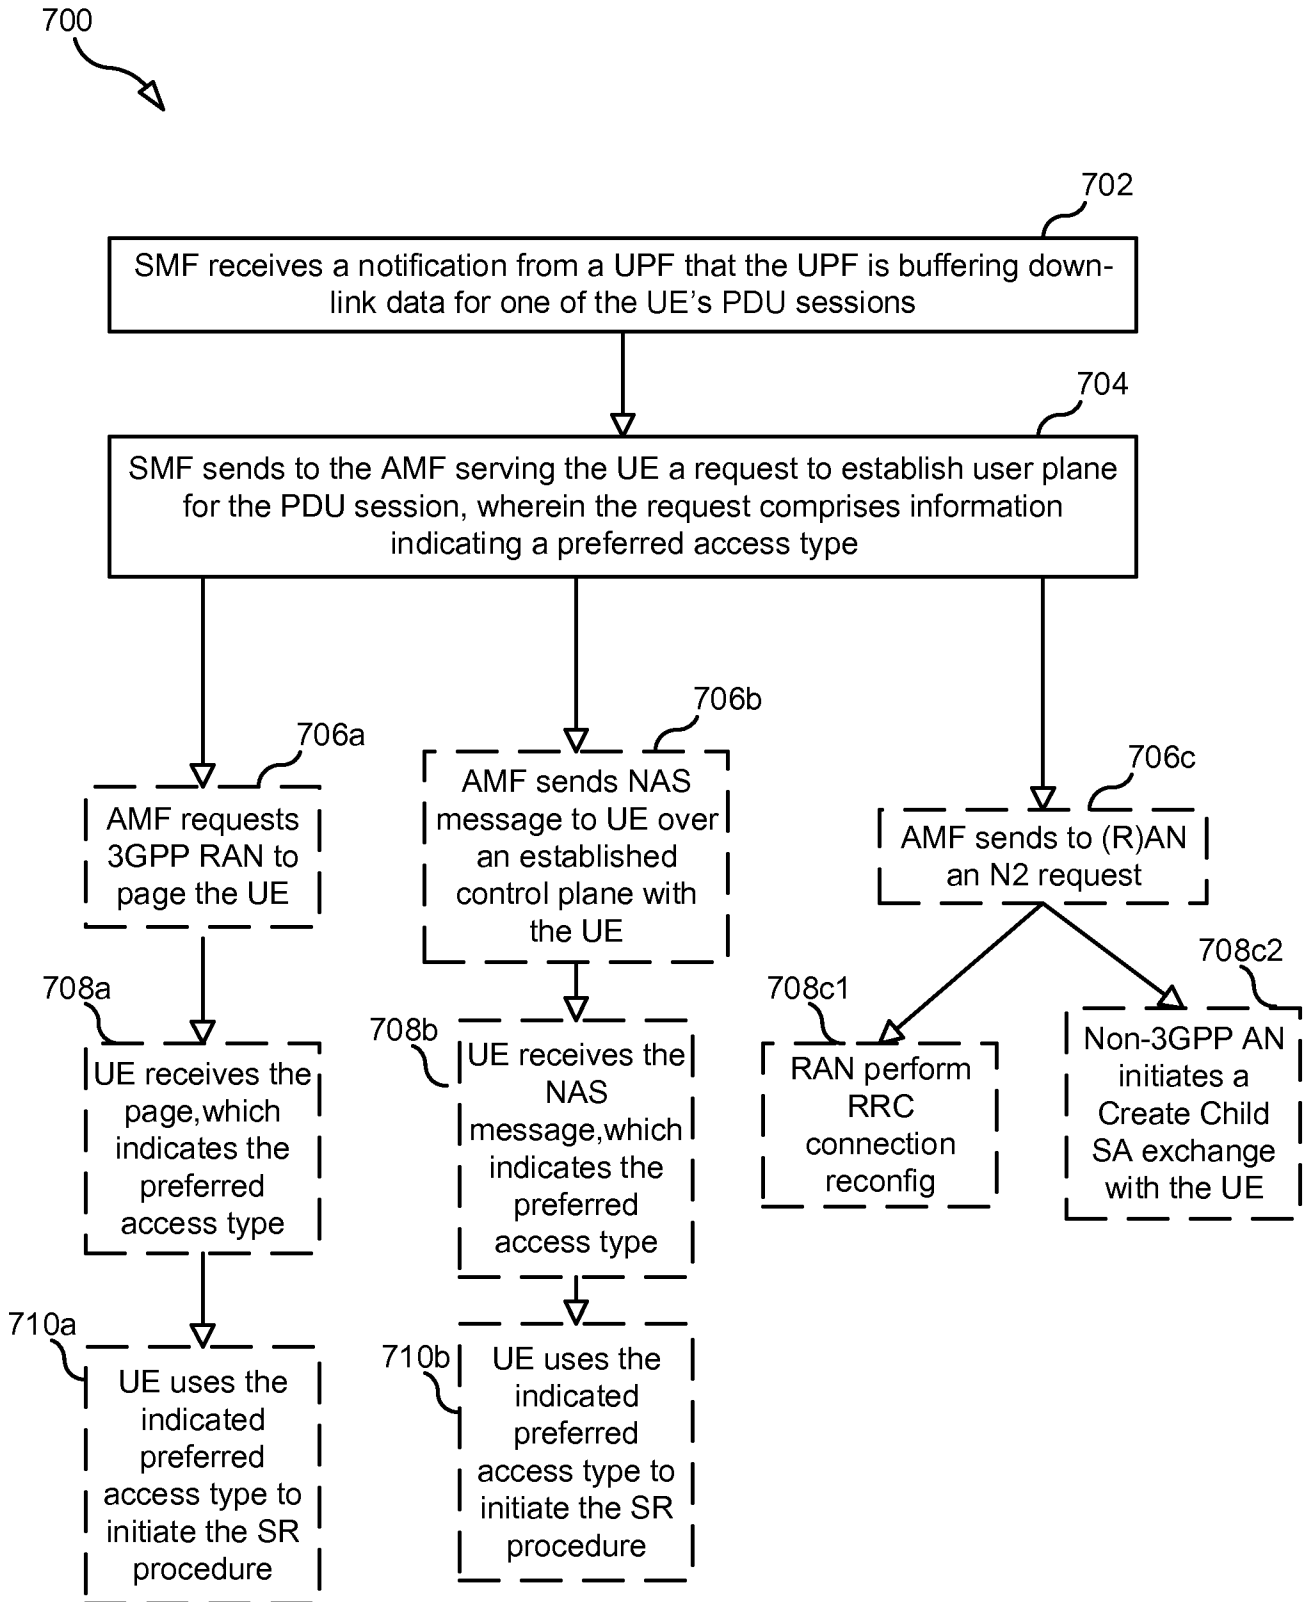 700
702
SMF receives a notification from a UPF that the UPF is buffering down-
link data for one of the UE's PDU sessions
704
SMF sends to the AMF serving the UE a request to establish user plane
for the PDU session, wherein the request comprises information
indicating a preferred access type
706a
AMF requests
3GPP RAN to
page the UE
708a
UE receives the
page,which
indicates the
preferred
access type
710a
UE uses the
indicated
preferred
access type to
initiate the SR
procedure
706b
AMF sends NAS
message to UE over
an established
control plane with
the UE
708b
UE receives the
NAS
message,which
indicates the
preferred
access type
710b
UE uses the
indicated
preferred
access type to
initiate the SR
procedure
706c
AMF sends to (R)AN
an N2 request
708c1
RAN perform
RRC
connection
reconfig
708c2
Non-3GPP AN
initiates a
Create Child
SA exchange
with the UE